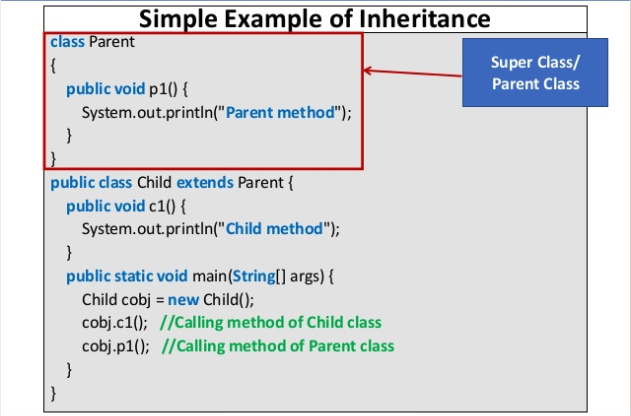 Simple Example of Inheritance
class Parent
{
public void p1() {
System.out.println("Parent method");
}
}
Super Class/
Parent Class
public class Child extends Parent {
public void c1() {
System.out.println("Child method");
}
public static void main(String[] args) {
Child cobj = new Child();
cobj.c1(); //Calling method of Child class
cobj.p1(); //Calling method of Parent class
}
}